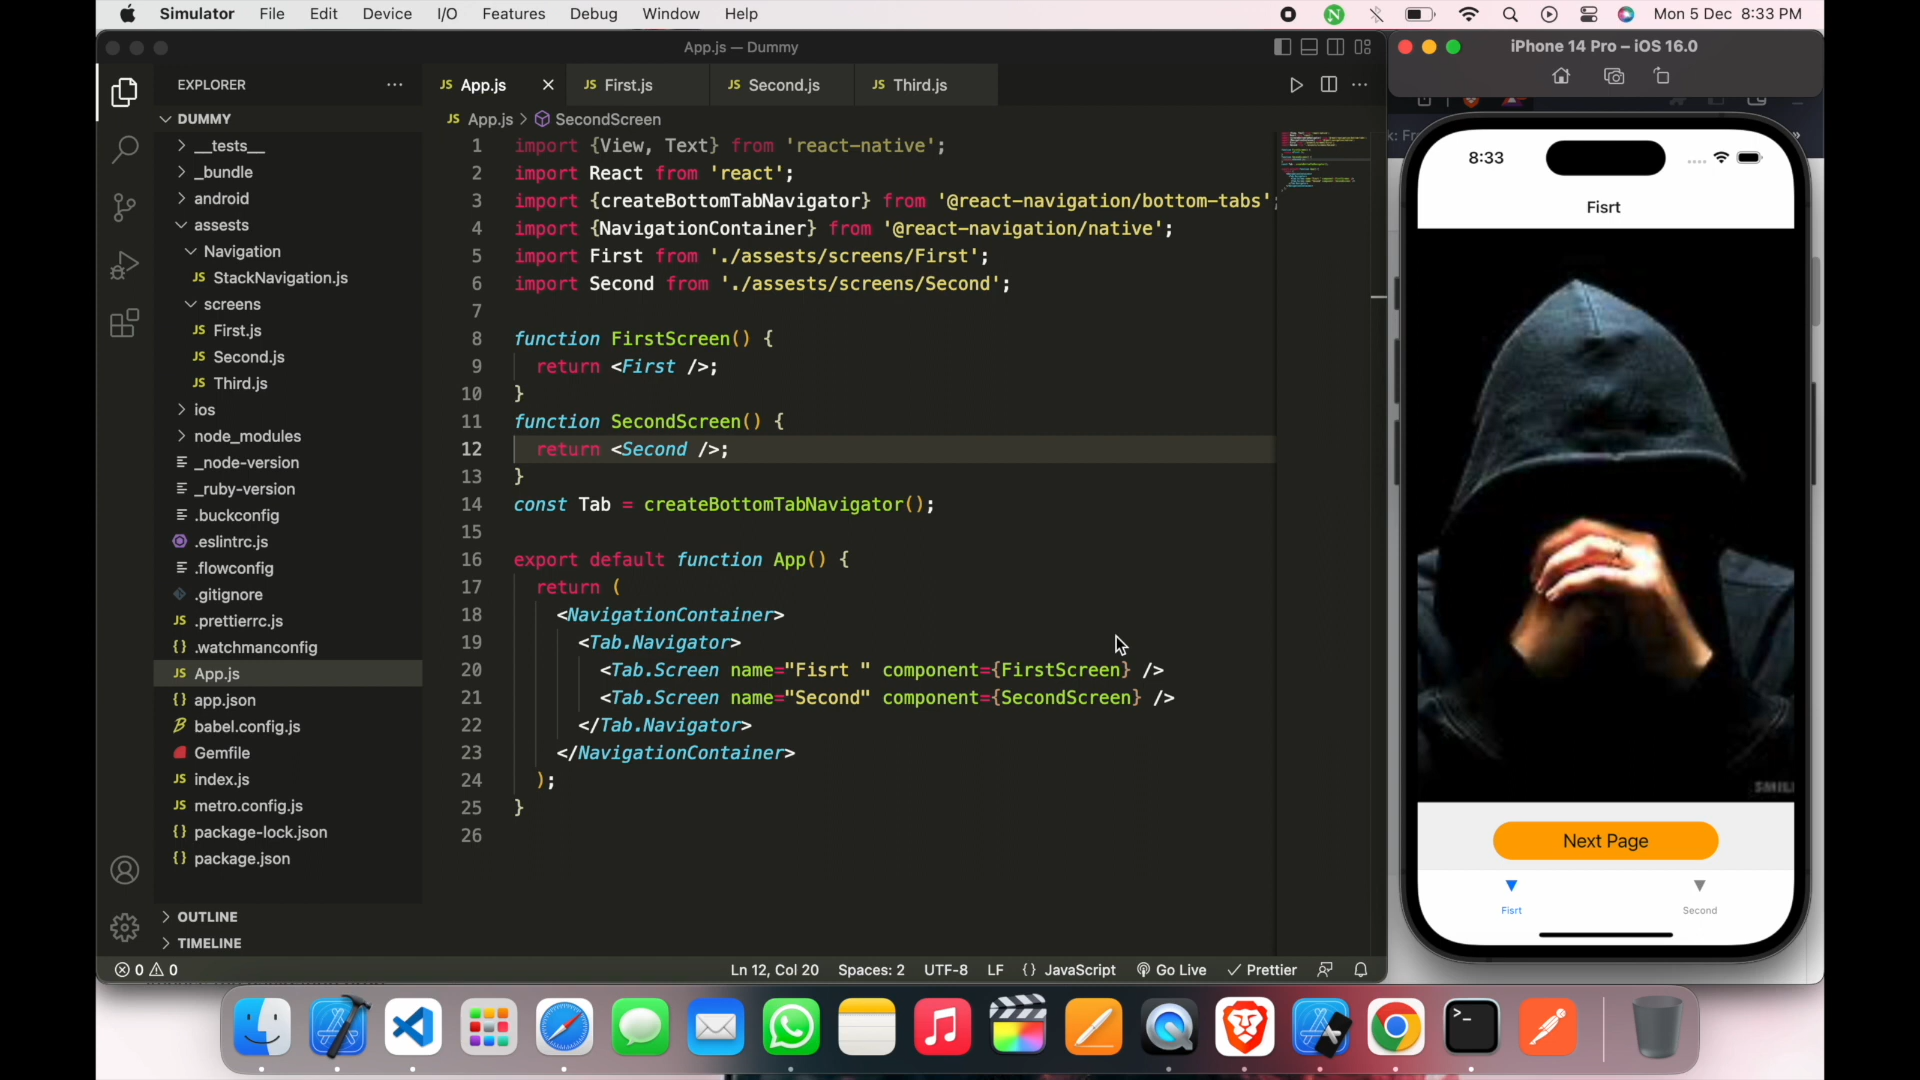 Simulator File Edit Device I/O Features Debug Window Help
Mon 5 Dec 8:33 PM
App.js — Dummy
EXPLORER
DUMMY
__tests__
_bundle
android
assests
Navigation
JS StackNavigation.js
screens
JS First.js
JS Second.js
JS Third.js
ios
node_modules
_node-version
_ruby-version
.buckconfig
.eslintrc.js
.flowconfig
.gitignore
JS .prettierrc.js
{} .watchmanconfig
JS App.js
{} app.json
babel.config.js
Gemfile
JS index.js
JS metro.config.js
{} package-lock.json
{} package.json
OUTLINE
TIMELINE
JS App.js JS First.js JS Second.js JS Third.js
JS App.js > SecondScreen
1 import {View, Text} from 'react-native';
2 import React from 'react';
3 import {createBottomTabNavigator} from '@react-navigation/bottom-tabs';
4 import {NavigationContainer} from '@react-navigation/native';
5 import First from './assests/screens/First';
6 import Second from './assests/screens/Second';
7
8 function FirstScreen() {
9 return <First />;
10 }
11 function SecondScreen() {
12 return <Second />;
13 }
14 const Tab = createBottomTabNavigator();
15
16 export default function App() {
17 return (
18 <NavigationContainer>
19 <Tab.Navigator>
20 <Tab.Screen name="Fisrt " component={FirstScreen} />
21 <Tab.Screen name="Second" component={SecondScreen} />
22 </Tab.Navigator>
23 </NavigationContainer>
24 );
25 }
26
0 0
Ln 12, Col 20 Spaces: 2 UTF-8 LF {} JavaScript Go Live Prettier
iPhone 14 Pro – iOS 16.0
8:33
Fisrt
Next Page
Fisrt Second